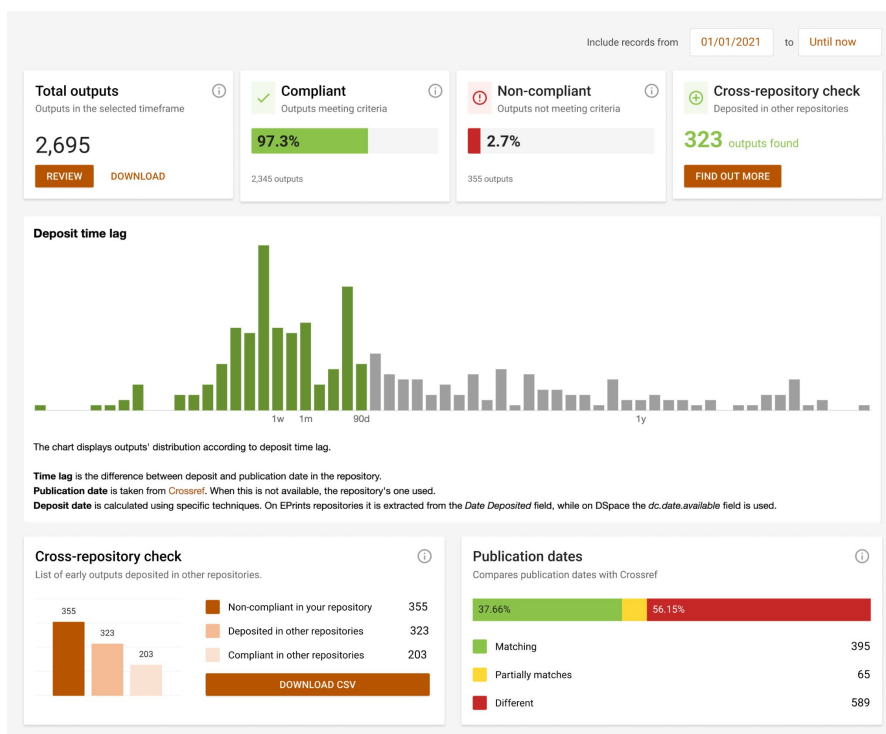 Include records from 01/01/2021 to Until now
Total outputs
Outputs in the selected timeframe
2,695
REVIEW DOWNLOAD
Compliant
Outputs meeting criteria
97.3%
2,345 outputs
Non-compliant
Outputs not meeting criteria
2.7%
355 outputs
Cross-repository check
Deposited in other repositories
323 outputs found
FIND OUT MORE
Deposit time lag
1w 1m 90d 1y
The chart displays outputs' distribution according to deposit time lag.
Time lag is the difference between deposit and publication date in the repository.
Publication date is taken from Crossref. When this is not available, the repository's one used.
Deposit date is calculated using specific techniques. On EPrints repositories it is extracted from the Date Deposited field, while on DSpace the dc.date.available field is used.
Cross-repository check
List of early outputs deposited in other repositories.
355
323
203
Non-compliant in your repository 355
Deposited in other repositories 323
Compliant in other repositories 203
DOWNLOAD CSV
Publication dates
Compares publication dates with Crossref
37.66% 56.15%
Matching 395
Partially matches 65
Different 589